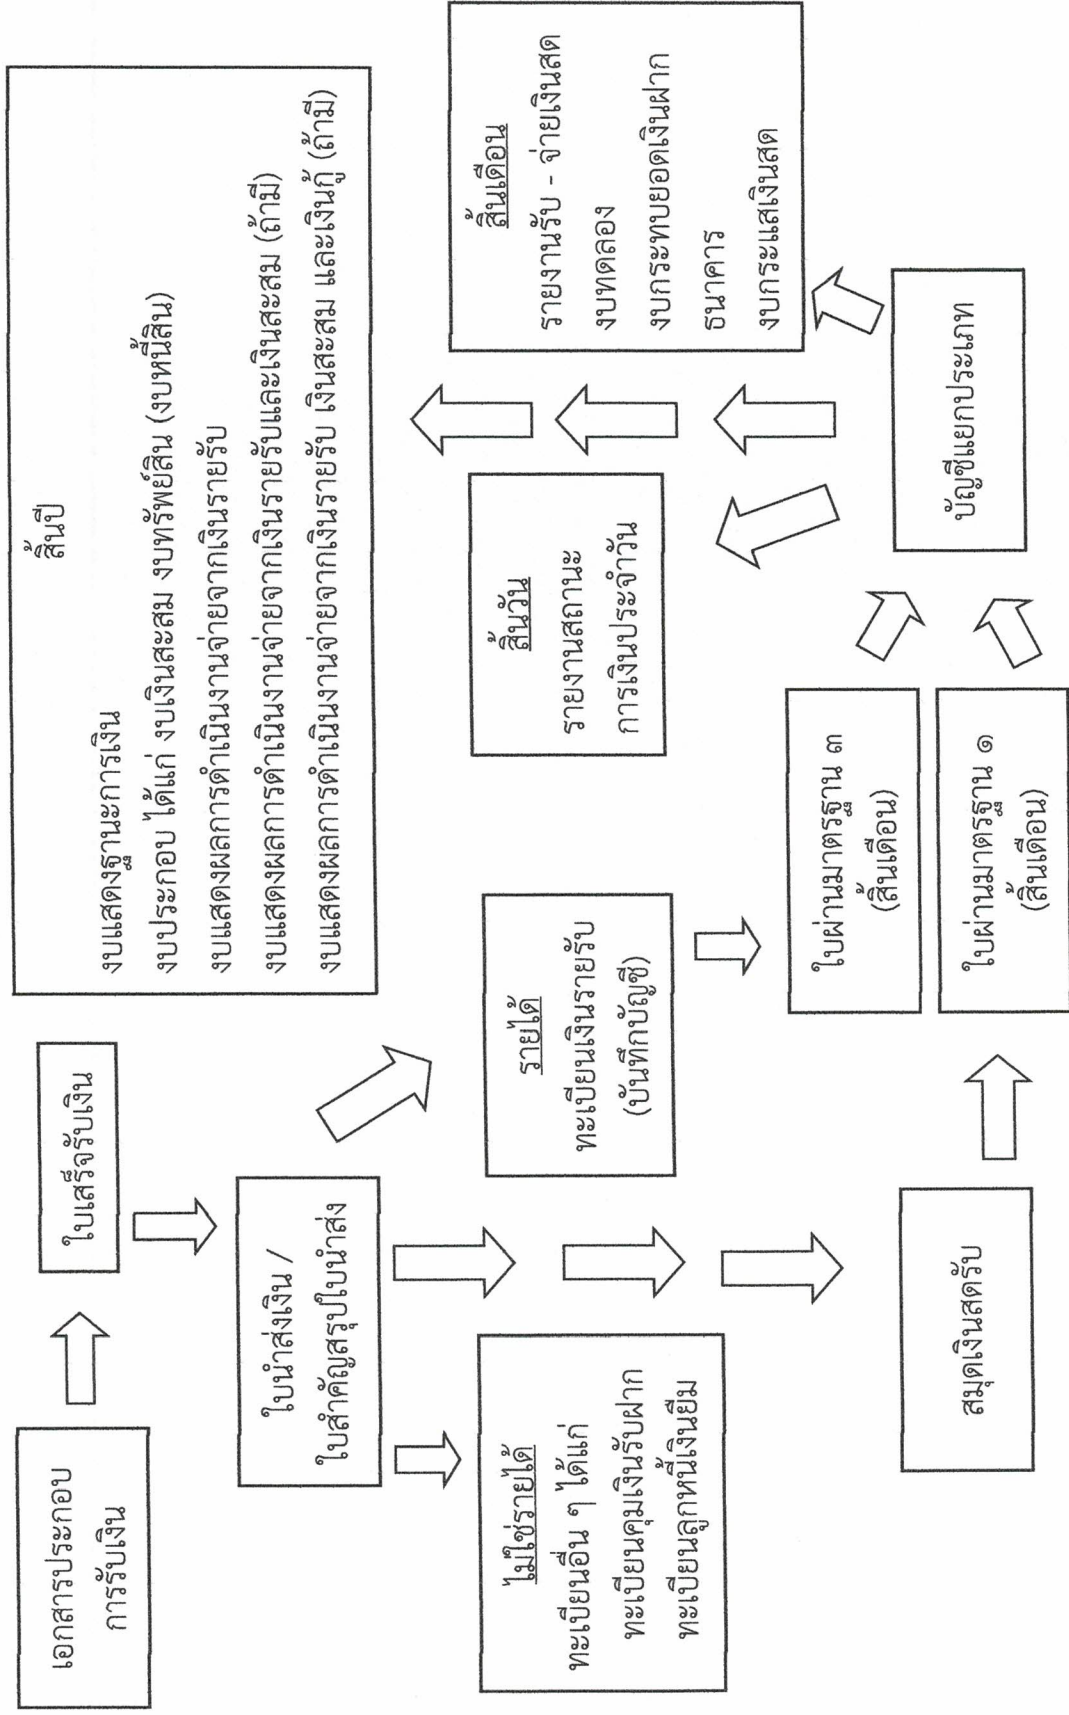 เอกสารประกอบ
การรับเงิน
ใบเสร็จรับเงิน
ใบนำส่งเงิน /
ใบสำคัญสรุปใบนำส่ง
ไม่ใช่รายได้
ทะเบียนอื่น ๆ ได้แก่
ทะเบียนคุมเงินรับฝาก
ทะเบียนลูกหนี้เงินยืม
รายได้
ทะเบียนเงินรายรับ
(บันทึกบัญชี)
สมุดเงินสดรับ
ใบผ่านมาตรฐาน ๓
(สิ้นเดือน)
ใบผ่านมาตรฐาน ๑
(สิ้นเดือน)
บัญชีแยกประเภท
สิ้นวัน
รายงานสถานะ
การเงินประจำวัน
สิ้นเดือน
รายงานรับ - จ่ายเงินสด
งบทดลอง
งบกระทบยอดเงินฝาก
ธนาคาร
งบกระแสเงินสด
สิ้นปี
งบแสดงฐานะการเงิน
งบประกอบ ได้แก่ งบเงินสะสม งบทรัพย์สิน (งบหนี้สิน)
งบแสดงผลการดำเนินงานจ่ายจากเงินรายรับ
งบแสดงผลการดำเนินงานจ่ายจากเงินรายรับและเงินสะสม (ถ้ามี)
งบแสดงผลการดำเนินงานจ่ายจากเงินรายรับ เงินสะสม และเงินกู้ (ถ้ามี)